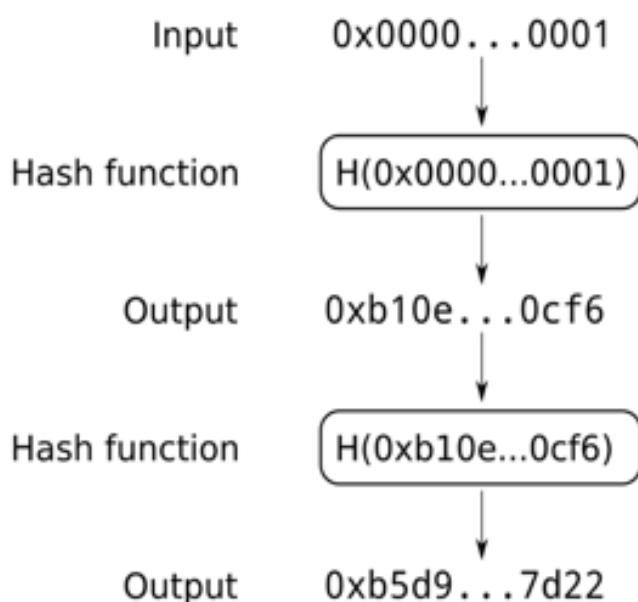 Input 0x0000...0001
Hash function H(0x0000...0001)
Output 0xb10e...0cf6
Hash function H(0xb10e...0cf6)
Output 0xb5d9...7d22